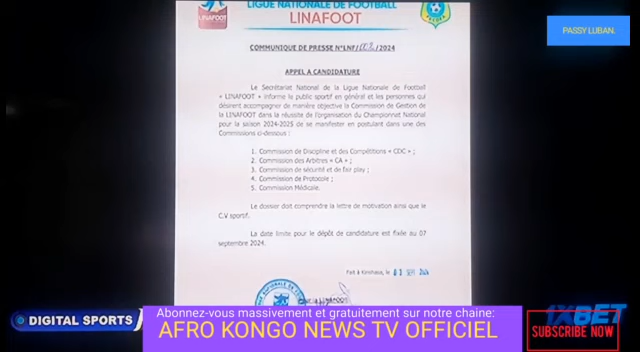 LIGUE NATIONALE DE FOOTBALL
LINAFOOT
LINAFOOT
PASSY LUBAN.
COMMUNIQUE DE PRESSE N°LNF/003/2024
APPEL A CANDIDATURE
Le Secrétariat National de la Ligue Nationale de Football
« LINAFOOT » informe le public sportif en général et les personnes qui
désirent accompagner de manière objective la Commission de Gestion de
la LINAFOOT dans la réussite de l'organisation du Championnat National
pour la saison 2024-2025 de se manifester en postulant dans une des
Commissions ci-dessous :
1. Commission de Discipline et des Compétitions « CDC » ;
2. Commission des Arbitres « CA » ;
3. Commission de sécurité et de fair play ;
4. Commission de Protocole ;
5. Commission Médicale.
Le dossier doit comprendre la lettre de motivation ainsi que le
C.V sportif.
La date limite pour le dépôt de candidature est fixée au 07
septembre 2024.
Fait à Kinshasa, le
LINAFOOT
DIGITAL SPORTS
Abonnez-vous massivement et gratuitement sur notre chaine:
AFRO KONGO NEWS TV OFFICIEL
1XBET
SUBSCRIBE NOW